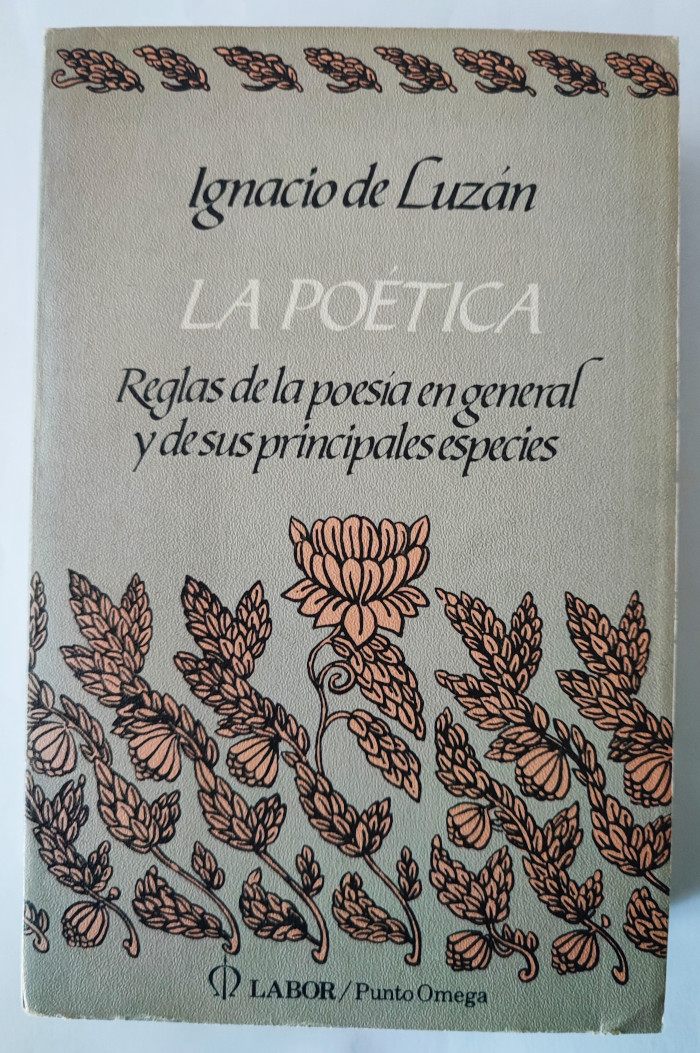 Ignacio de Luzán
LA POÉTICA
Reglas de la poesía en general
y de sus principales especies
LABOR / Punto Omega